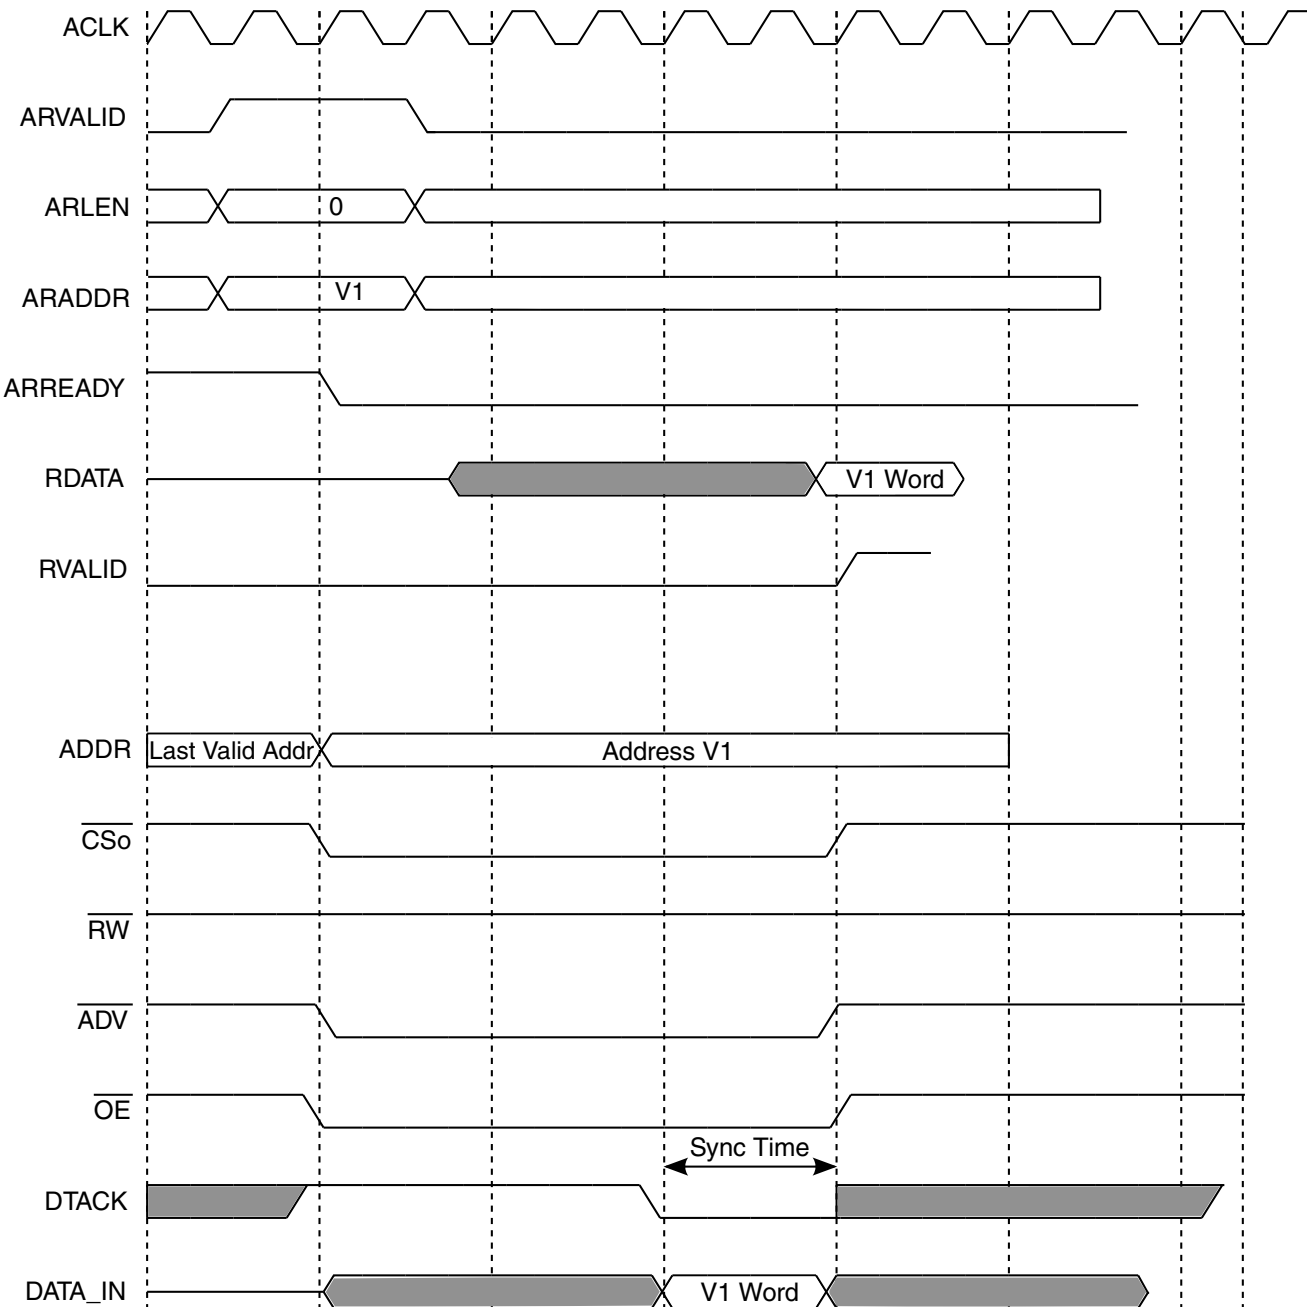 ACLK
ARVALID
ARLEN 0
ARADDR V1
ARREADY
RDATA V1 Word
RVALID
ADDR Last Valid Addr Address V1
CSo
RW
ADV
OE
Sync Time
DTACK
DATA_IN V1 Word